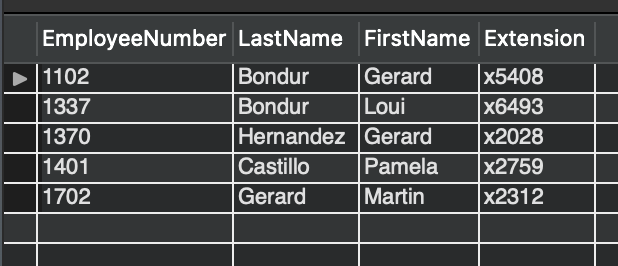 EmployeeNumber LastName FirstName Extension
1102 Bondur Gerard x5408
1337 Bondur Loui x6493
1370 Hernandez Gerard x2028
1401 Castillo Pamela x2759
1702 Gerard Martin x2312